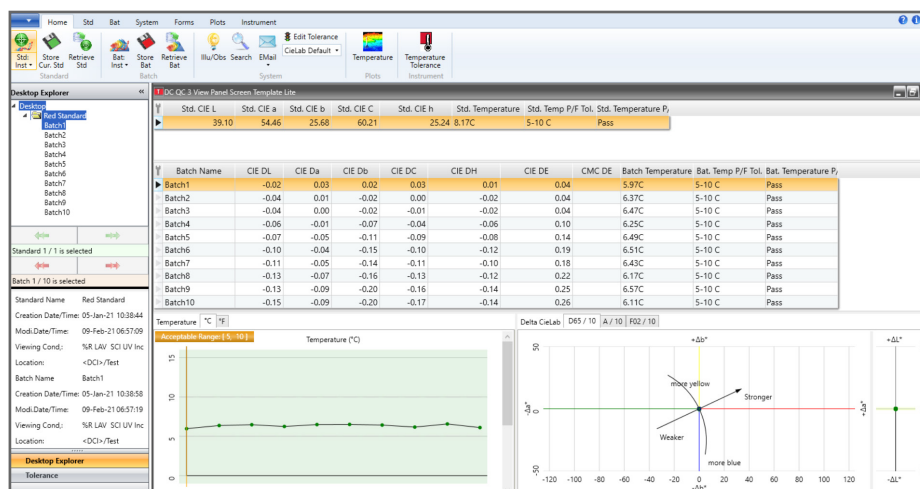 Home Std Bat System Forms Plots Instrument
Std: Inst Store Cur. Std Retrieve Std Bat: Inst Store Bat Retrieve Bat Illu/Obs Search EMail Edit Tolerance CieLab Default Temperature Temperature Tolerance
Standard Batch System Plots Instrument
Desktop Explorer
Desktop
Red Standard
Batch1
Batch2
Batch3
Batch4
Batch5
Batch6
Batch7
Batch8
Batch9
Batch10
Standard 1 / 1 is selected
Batch 1 / 10 is selected
Standard Name Red Standard
Creation Date/Time: 05-Jan-21 10:38:44
Modi.Date/Time: 09-Feb-21 06:57:09
Viewing Cond,: %R LAV SCI UV Inc
Location: <DCI>/Test
Batch Name Batch1
Creation Date/Time: 05-Jan-21 10:38:58
Modi.Date/Time: 09-Feb-21 06:57:19
Viewing Cond,: %R LAV SCI UV Inc
Location: <DCI>/Test
Desktop Explorer
Tolerance
DC QC 3 View Panel Screen Template Lite
Std. CIE L Std. CIE a Std. CIE b Std. CIE C Std. CIE h Std. Temperature Std. Temp P/F Tol. Std. Temperature P/
39.10 54.46 25.68 60.21 25.24 8.17C 5-10 C Pass
Batch Name CIE DL CIE Da CIE Db CIE DC CIE DH CIE DE CMC DE Batch Temperature Bat. Temp P/F Tol. Bat. Temperature P/
Batch1 -0.02 0.03 0.02 0.03 0.01 0.04 5.97C 5-10 C Pass
Batch2 -0.04 0.01 -0.02 0.00 -0.02 0.04 6.37C 5-10 C Pass
Batch3 -0.04 0.00 -0.02 -0.01 -0.02 0.04 6.47C 5-10 C Pass
Batch4 -0.06 -0.01 -0.07 -0.04 -0.06 0.10 6.25C 5-10 C Pass
Batch5 -0.07 -0.05 -0.11 -0.09 -0.08 0.14 6.49C 5-10 C Pass
Batch6 -0.10 -0.04 -0.15 -0.10 -0.12 0.19 6.51C 5-10 C Pass
Batch7 -0.11 -0.05 -0.14 -0.11 -0.10 0.18 6.43C 5-10 C Pass
Batch8 -0.13 -0.07 -0.16 -0.13 -0.12 0.22 6.17C 5-10 C Pass
Batch9 -0.13 -0.09 -0.20 -0.16 -0.14 0.25 6.57C 5-10 C Pass
Batch10 -0.15 -0.09 -0.20 -0.17 -0.14 0.26 6.11C 5-10 C Pass
Temperature °C °F
Acceptable Range: [ 5, 10 ]
Temperature (°C)
15
10
5
0
Delta CieLab D65 / 10 A / 10 F02 / 10
+Δb*
50
more yellow
Stronger
-Δa* 0 +Δa*
Weaker
more blue
-50
-120 -100 -80 -60 -40 -20 0 20 40 60 80 100 120
-Δb*
+ΔL*
-ΔL*